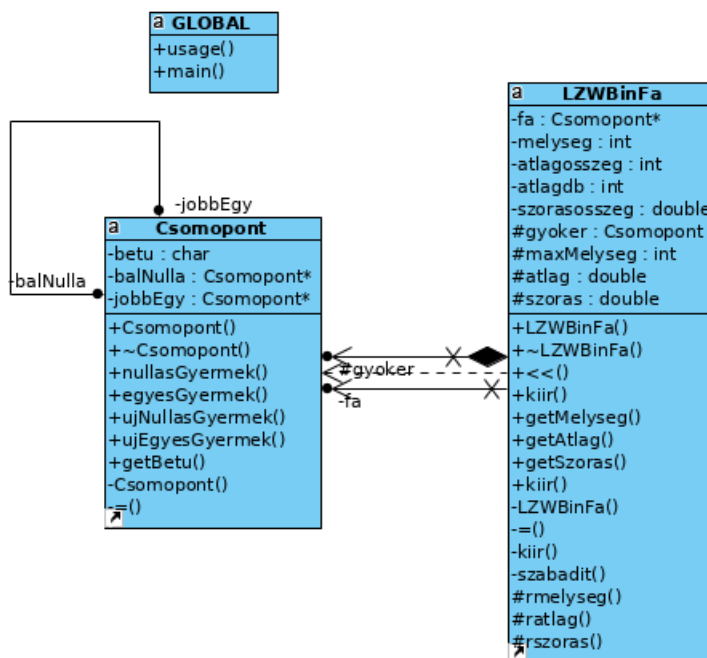 a GLOBAL
+usage()
+main()
-jobbEgy
-balNulla
a Csomopont
-betu : char
-balNulla : Csomopont*
-jobbEgy : Csomopont*
+Csomopont()
+~Csomopont()
+nullasGyermek()
+egyesGyermek()
+ujNullasGyermek()
+ujEgyesGyermek()
+getBetu()
-Csomopont()
-=()
#gyoker
-fa
a LZWBinFa
-fa : Csomopont*
-melyseg : int
-atlagosszeg : int
-atlagdb : int
-szorasosszeg : double
#gyoker : Csomopont
#maxMelyseg : int
#atlag : double
#szoras : double
+LZWBinFa()
+~LZWBinFa()
+<<()
+kiir()
+getMelyseg()
+getAtlag()
+getSzoras()
+kiir()
-LZWBinFa()
-=()
-kiir()
-szabadit()
#rmelyseg()
#ratlag()
#rszoras()